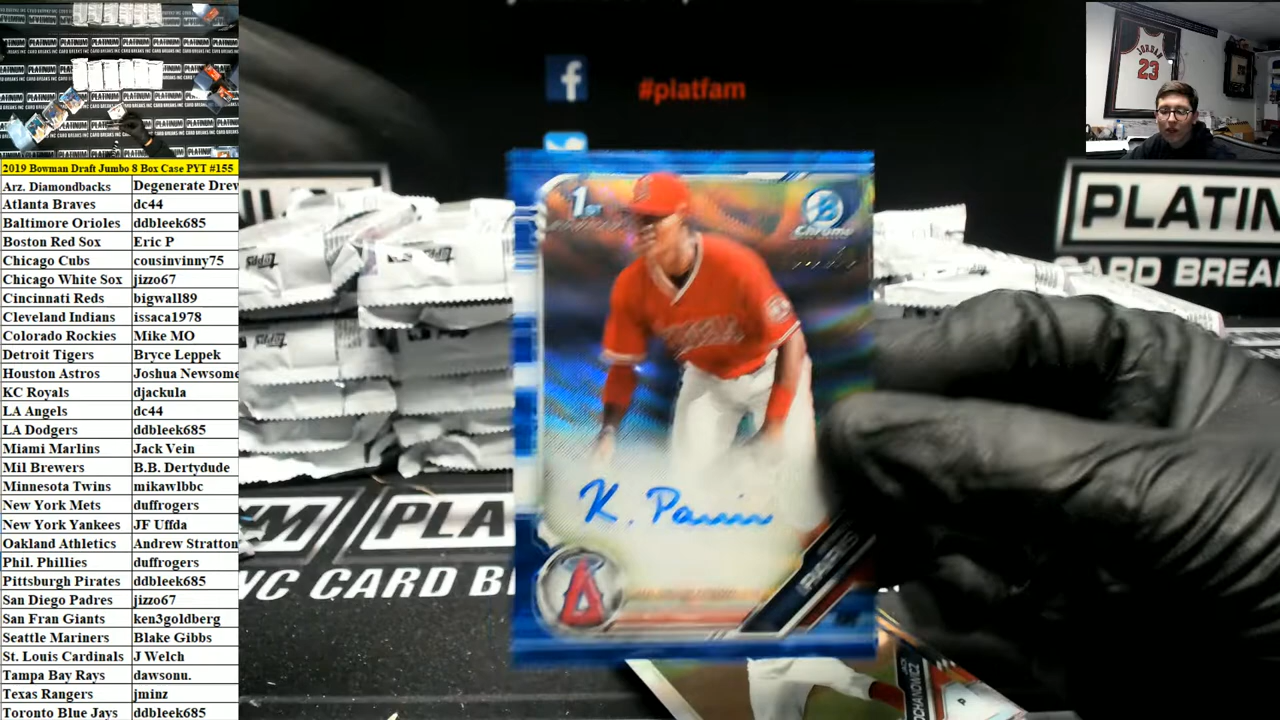 #platfam
2019 Bowman Draft Jumbo 8 Box Case PYT #155
Arz. Diamondbacks Degenerate Drew
Atlanta Braves dc44
Baltimore Orioles ddbleek685
Boston Red Sox Eric P
Chicago Cubs cousinvinny75
Chicago White Sox jizzo67
Cincinnati Reds bigwall89
Cleveland Indians issaca1978
Colorado Rockies Mike MO
Detroit Tigers Bryce Leppek
Houston Astros Joshua Newsome
KC Royals djackula
LA Angels dc44
LA Dodgers ddbleek685
Miami Marlins Jack Vein
Mil Brewers B.B. Dertydude
Minnesota Twins mikawlbbc
New York Mets duffrogers
New York Yankees JF Uffda
Oakland Athletics Andrew Stratton
Phil. Phillies duffrogers
Pittsburgh Pirates ddbleek685
San Diego Padres jizzo67
San Fran Giants ken3goldberg
Seattle Mariners Blake Gibbs
St. Louis Cardinals J Welch
Tampa Bay Rays dawsonu.
Texas Rangers jminz
Toronto Blue Jays ddbleek685
JORDAN
23
1st
Chrome
K.
PLATIN
CARD BREA
PLA
NC CARD B